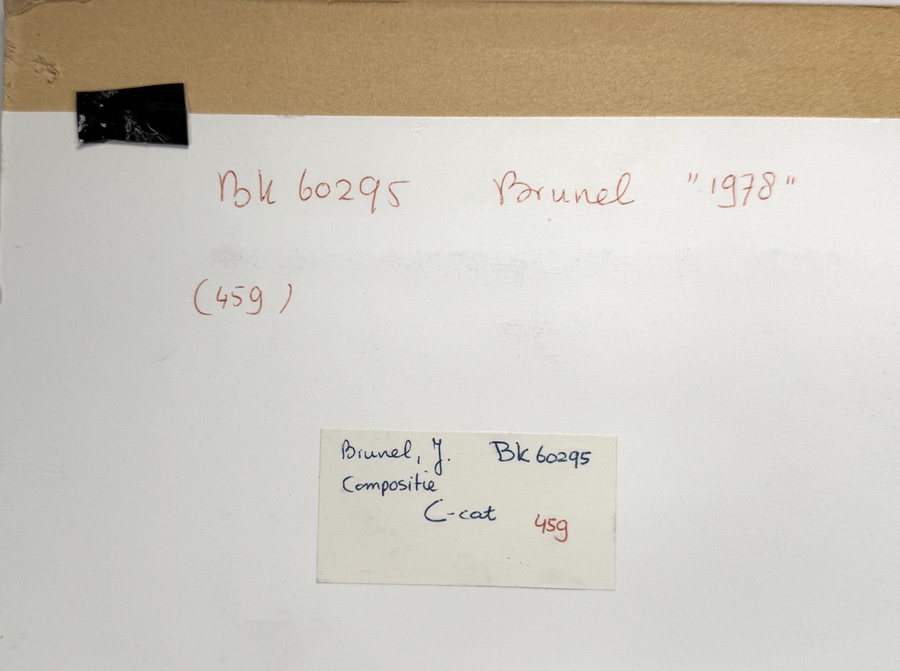 Bk 60295 Brunel "1978"
(459)
Brunel, J. Bk 60295
Compositie
C-cat 459